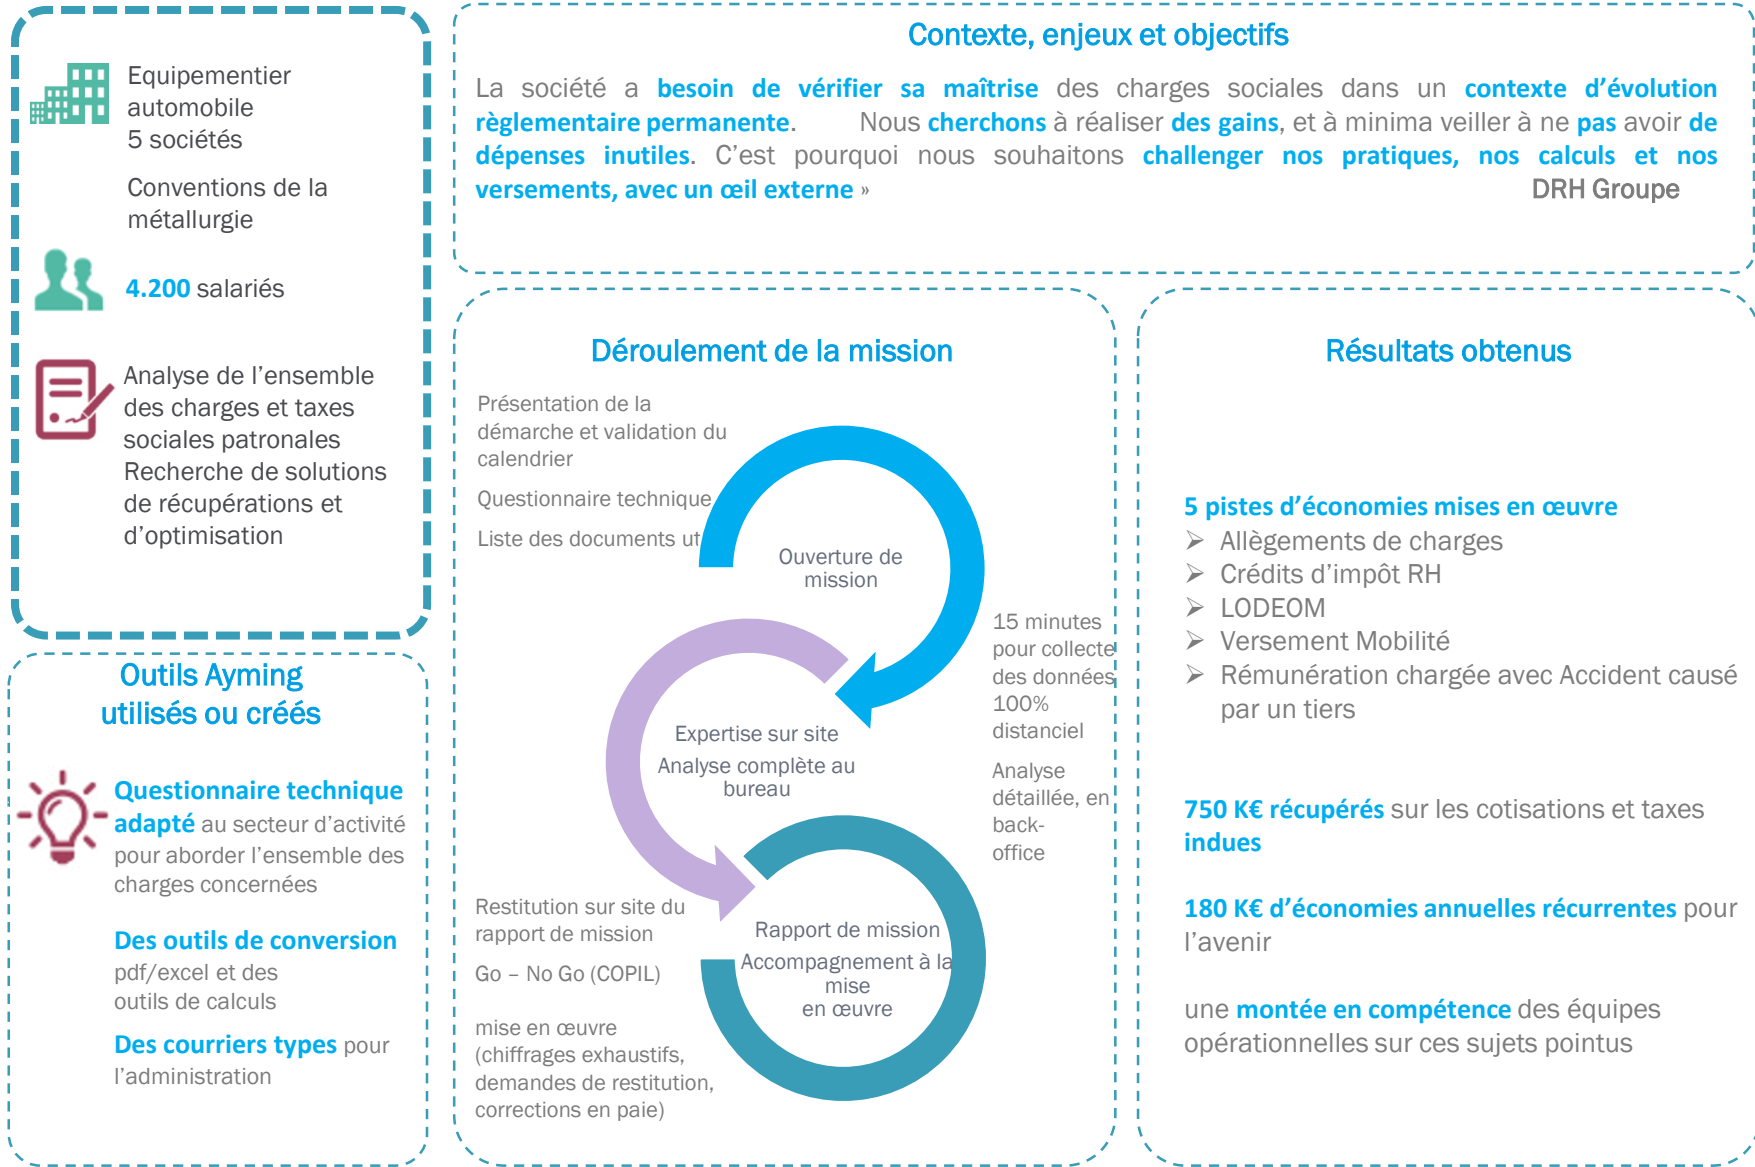 Equipementier
automobile
5 sociétés
Conventions de la
métallurgie
4.200 salariés
Analyse de l’ensemble
des charges et taxes
sociales patronales
Recherche de solutions
de récupérations et
d’optimisation
Contexte, enjeux et objectifs
La société a besoin de vérifier sa maîtrise des charges sociales dans un contexte d’évolution
règlementaire permanente. Nous cherchons à réaliser des gains, et à minima veiller à ne pas avoir de
dépenses inutiles. C’est pourquoi nous souhaitons challenger nos pratiques, nos calculs et nos
versements, avec un œil externe » DRH Groupe
Outils Ayming
utilisés ou créés
Questionnaire technique
adapté au secteur d’activité
pour aborder l’ensemble des
charges concernées
Des outils de conversion
pdf/excel et des
outils de calculs
Des courriers types pour
l’administration
Déroulement de la mission
Présentation de la
démarche et validation du
calendrier
Questionnaire technique
Liste des documents ut
Ouverture de
mission
15 minutes
pour collecte
des données
100%
distanciel
Analyse
détaillée, en
back-
office
Expertise sur site
Analyse complète au
bureau
Restitution sur site du
rapport de mission
Go – No Go (COPIL)
mise en œuvre
(chiffrages exhaustifs,
demandes de restitution,
corrections en paie)
Rapport de mission
Accompagnement à la
mise
en œuvre
Résultats obtenus
5 pistes d’économies mises en œuvre
➢ Allègements de charges
➢ Crédits d’impôt RH
➢ LODEOM
➢ Versement Mobilité
➢ Rémunération chargée avec Accident causé
par un tiers
750 K€ récupérés sur les cotisations et taxes
indues
180 K€ d’économies annuelles récurrentes pour
l’avenir
une montée en compétence des équipes
opérationnelles sur ces sujets pointus